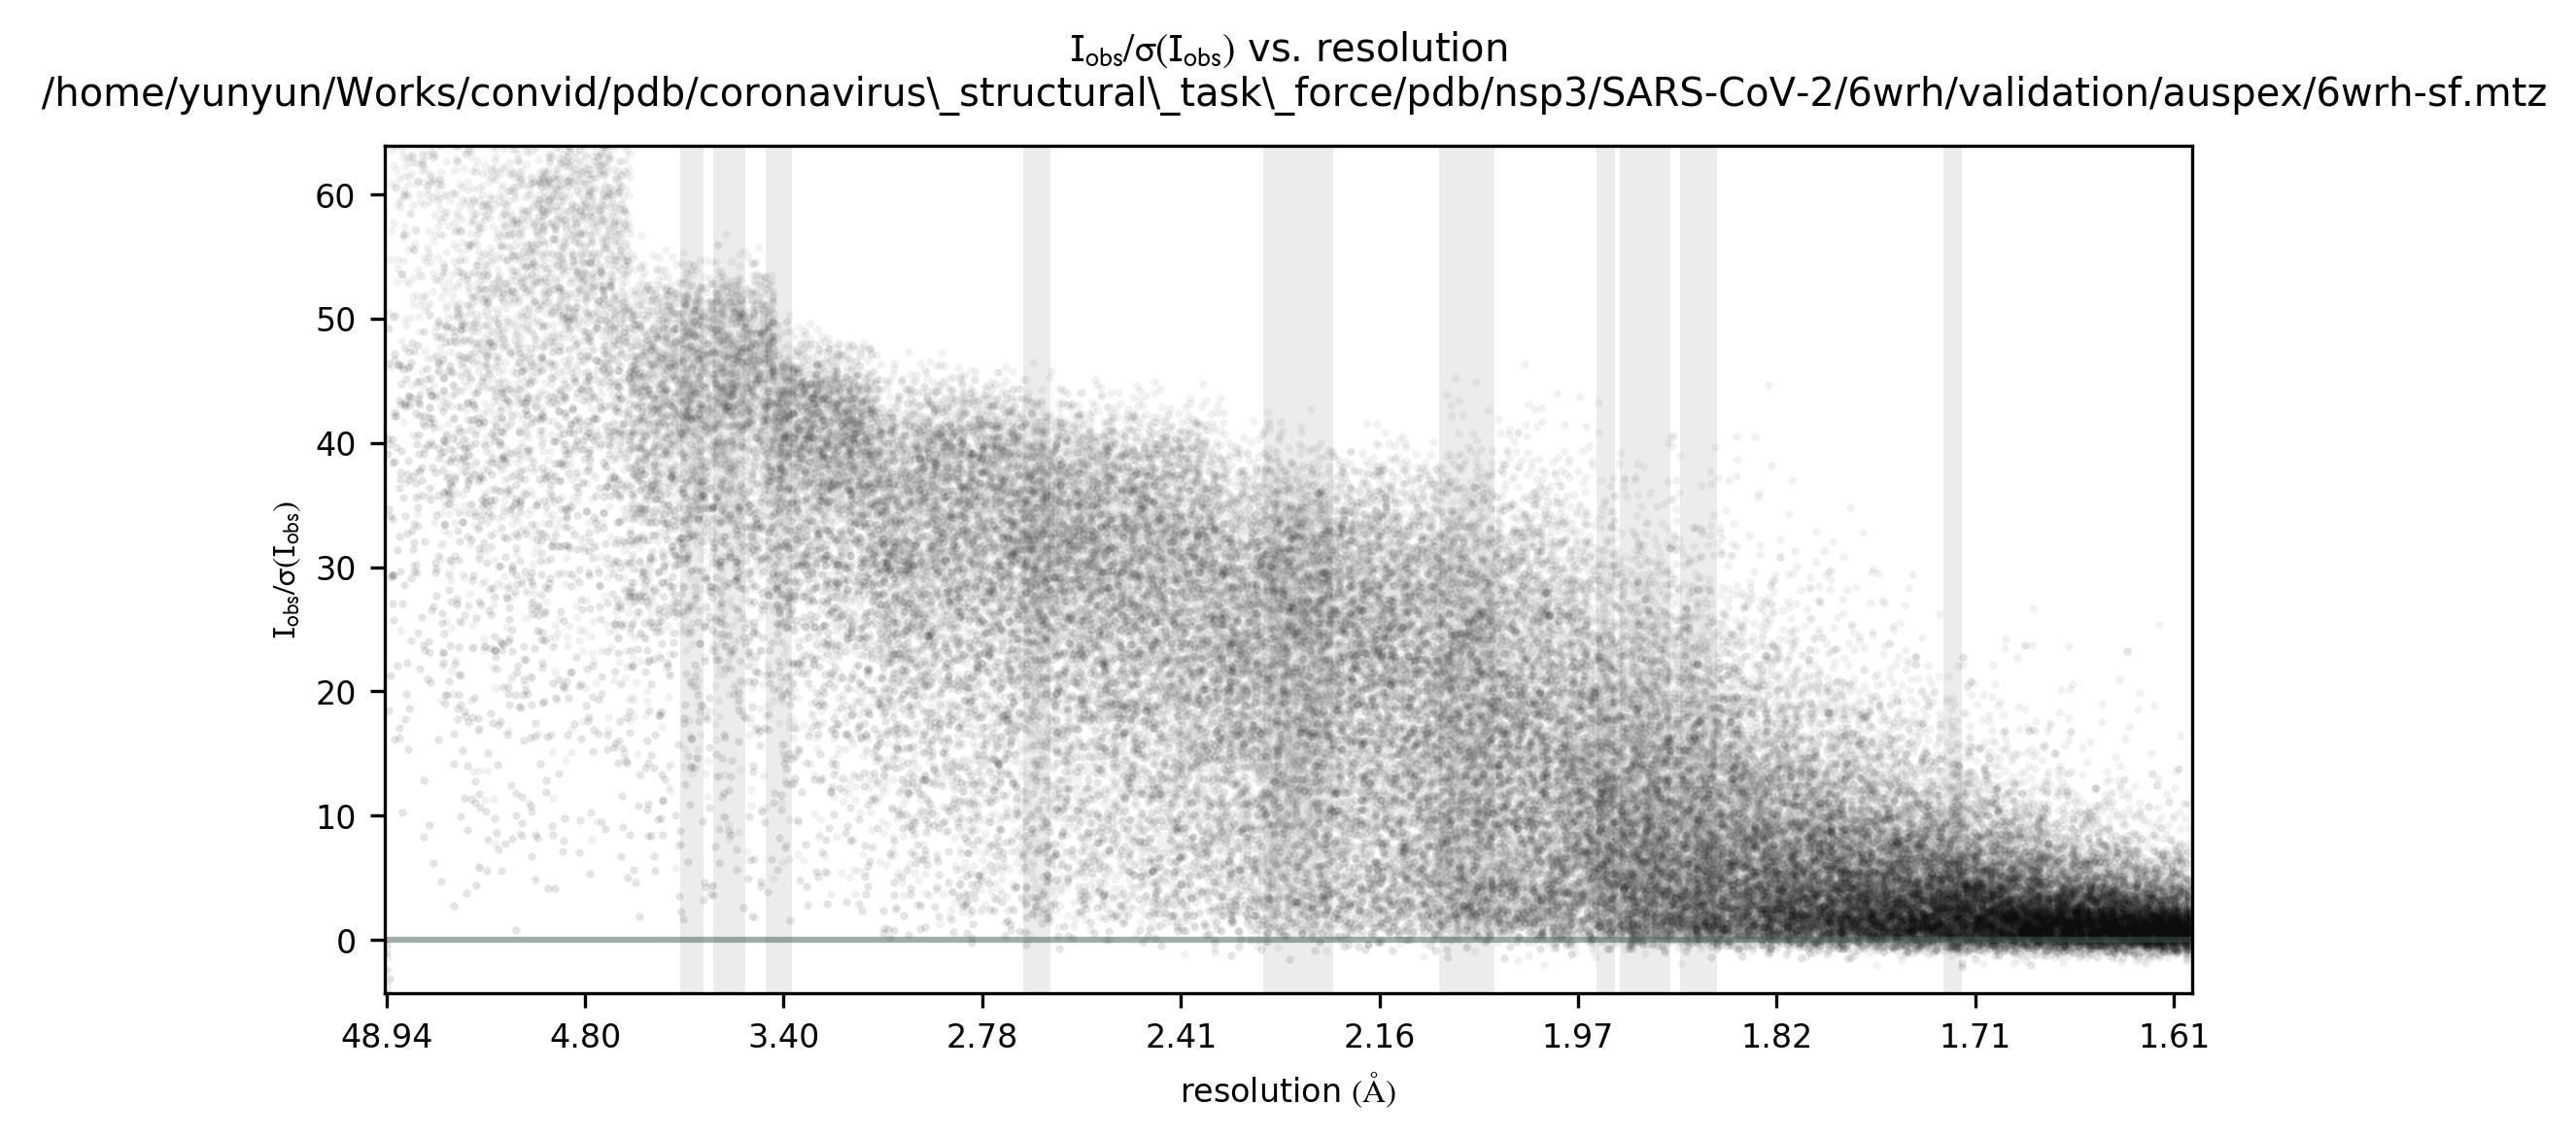 Iobs/σ(Iobs) vs. resolution
/home/yunyun/Works/convid/pdb/coronavirus\_structural\_task\_force/pdb/nsp3/SARS-CoV-2/6wrh/validation/auspex/6wrh-sf.mtz
Iobs/σ(Iobs)
60
50
40
30
20
10
0
48.94 4.80 3.40 2.78 2.41 2.16 1.97 1.82 1.71 1.61
resolution (Å)